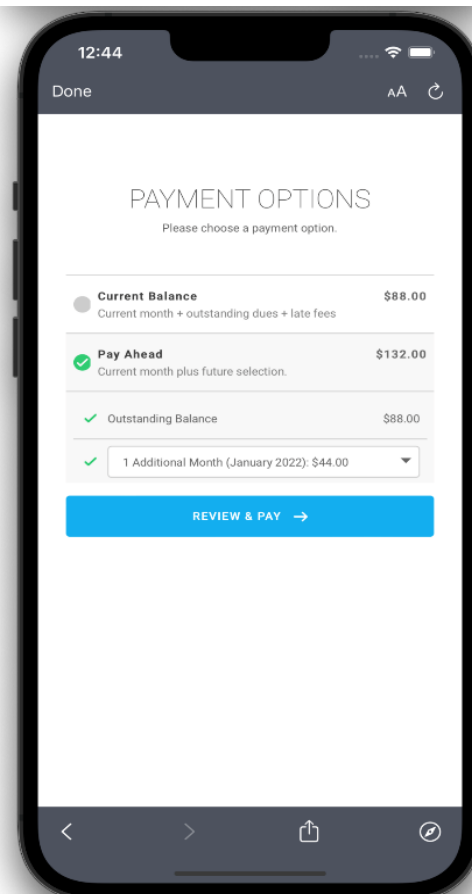 12:44
Done
AA
PAYMENT OPTIONS
Please choose a payment option.
Current Balance $88.00
Current month + outstanding dues + late fees
Pay Ahead $132.00
Current month plus future selection.
Outstanding Balance $88.00
1 Additional Month (January 2022): $44.00
REVIEW & PAY →